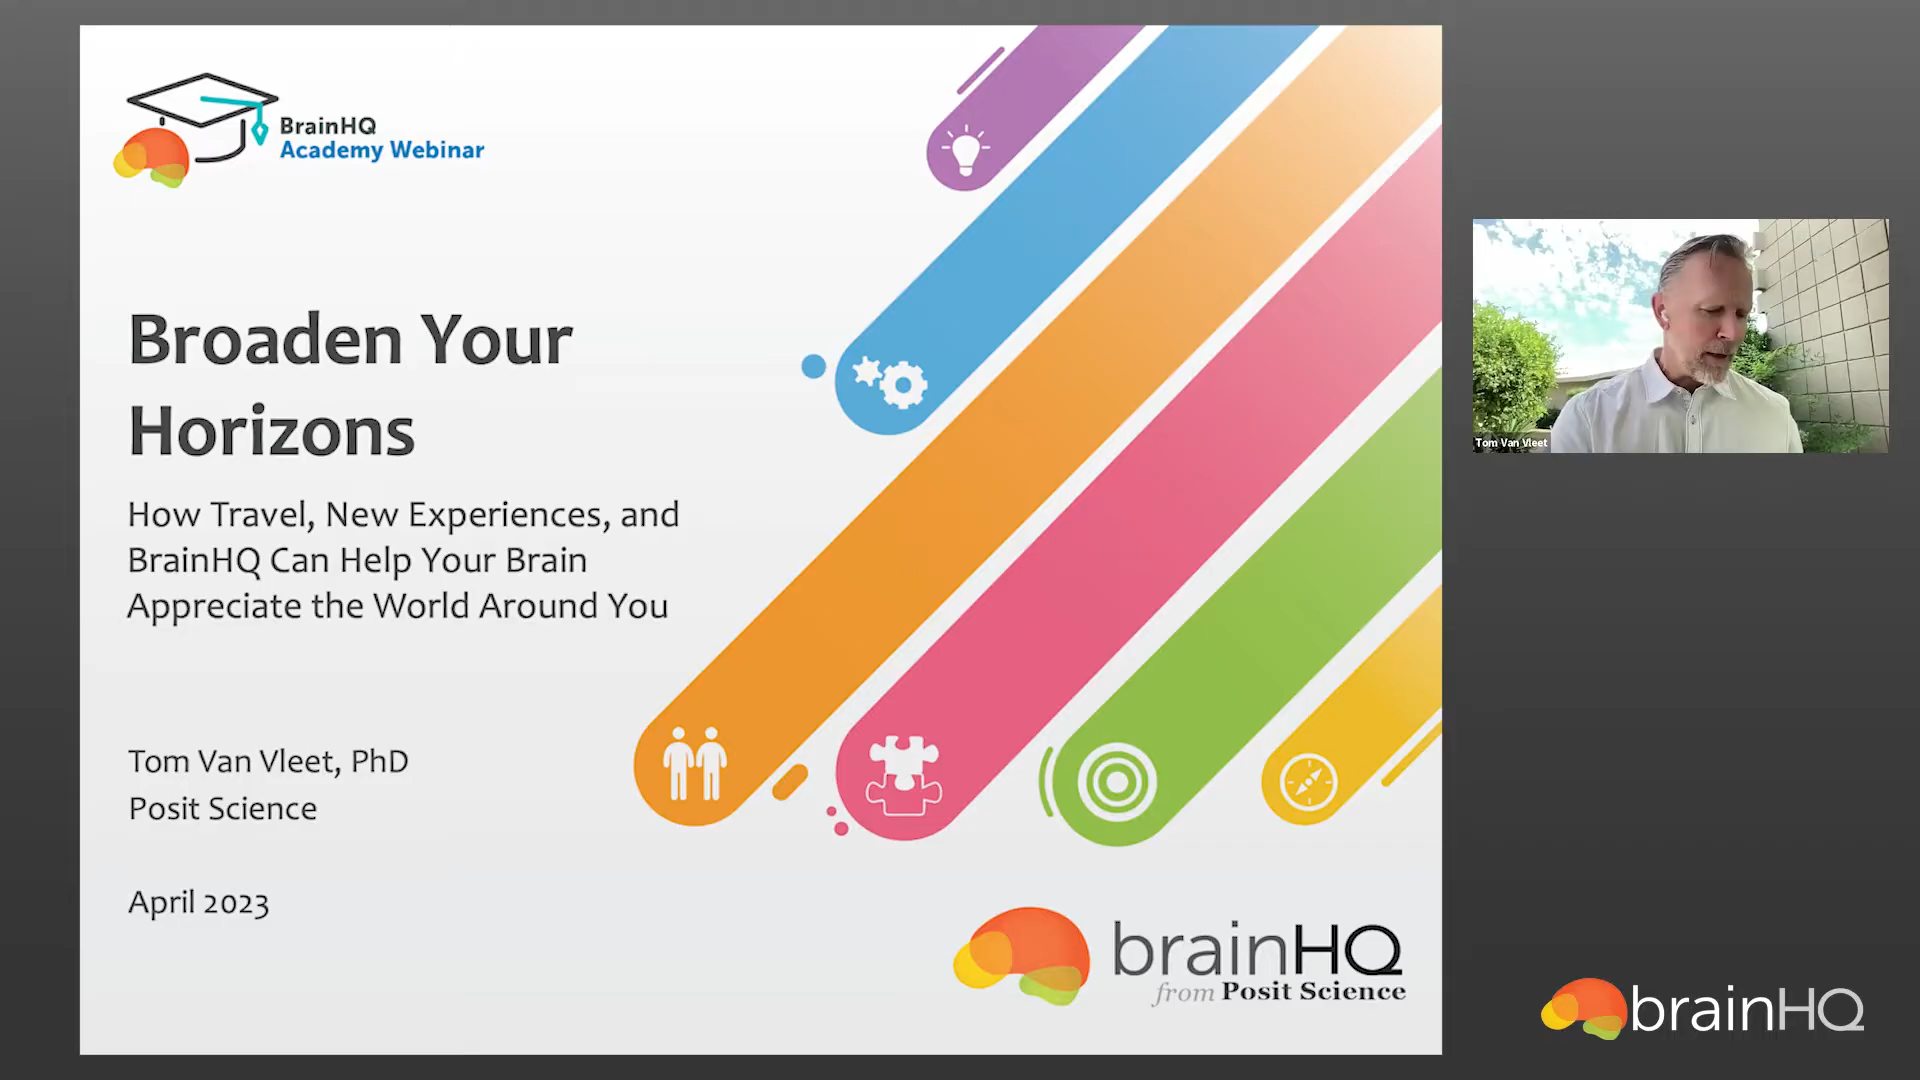 BrainHQ
Academy Webinar
Broaden Your
Horizons
How Travel, New Experiences, and
BrainHQ Can Help Your Brain
Appreciate the World Around You
Tom Van Vleet, PhD
Posit Science
April 2023
brainHQ
from Posit Science
Tom Van Vleet
brainHQ